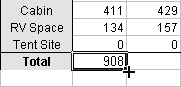 Cabin 411 429
RV Space 134 157
Tent Site 0 0
Total 908